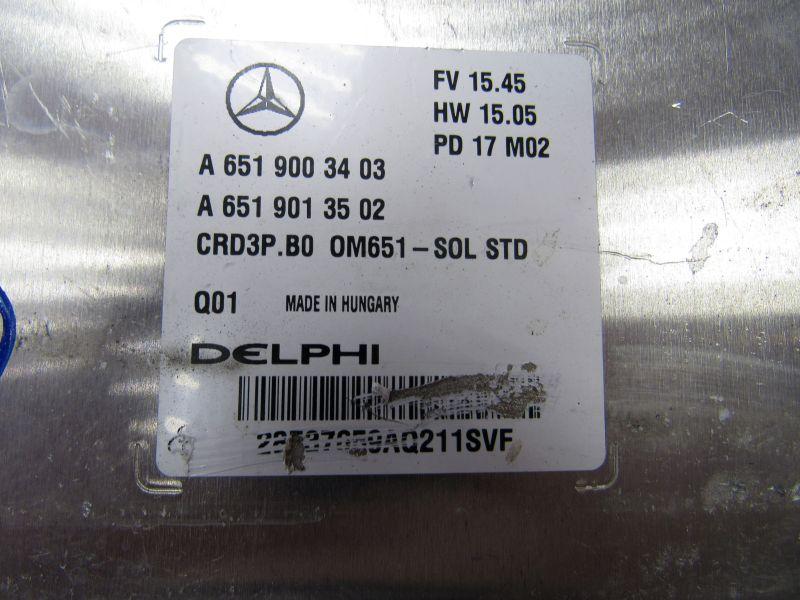 FV 15.45
HW 15.05
PD 17 M02
A 651 900 34 03
A 651 901 35 02
CRD3P.B0 OM651-SOL STD
Q01 MADE IN HUNGARY
DELPHI